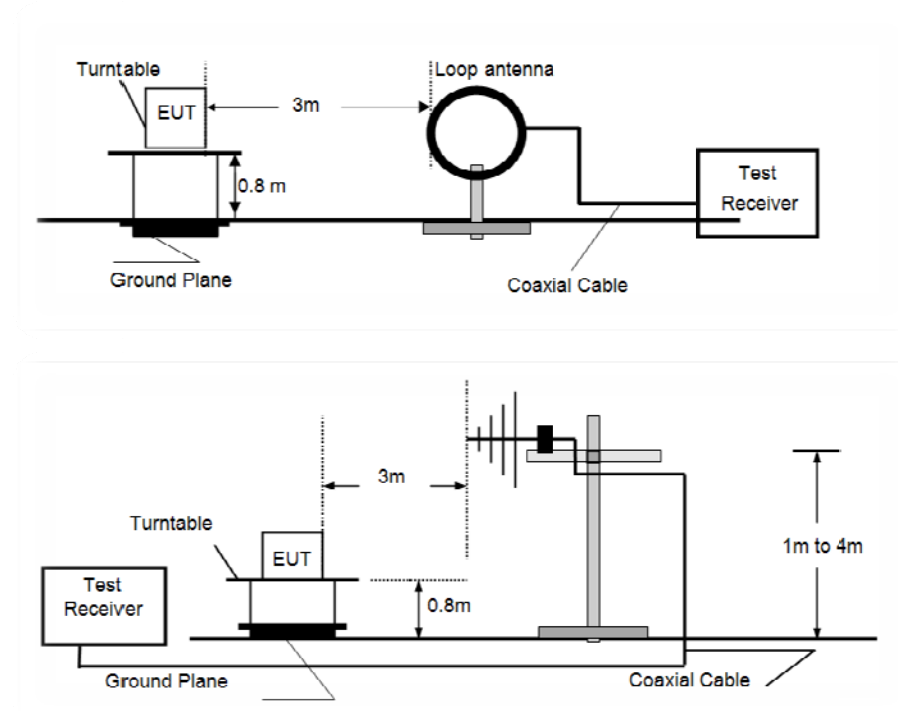 Turntable
Loop antenna
EUT
3m
0.8 m
Test
Receiver
Ground Plane
Coaxial Cable
3m
Turntable
EUT
1m to 4m
Test
Receiver
0.8m
Ground Plane
Coaxial Cable